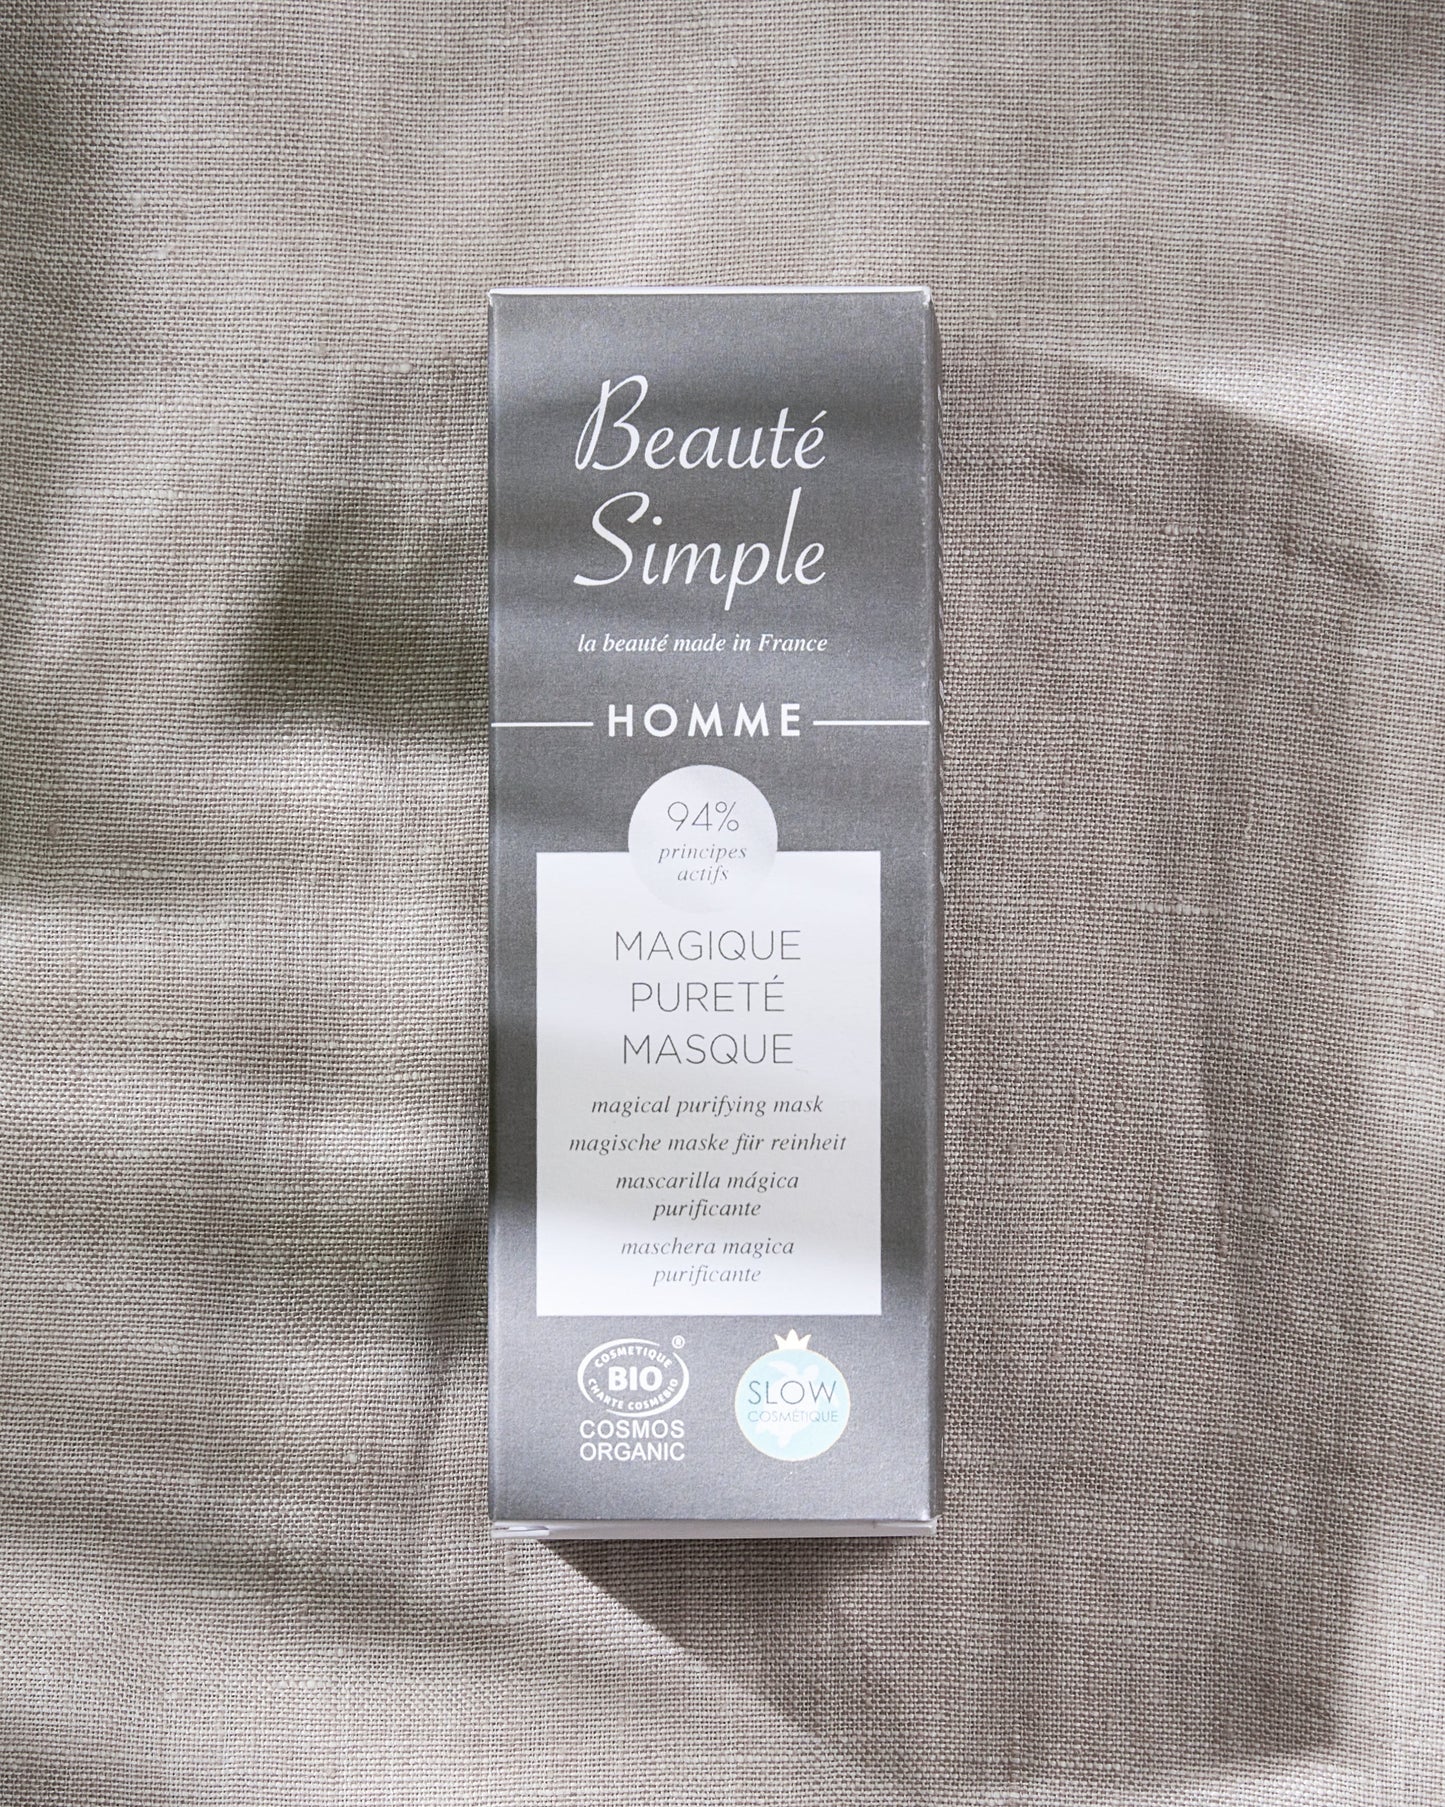 Beauté
Simple
la beauté made in France
HOMME
94%
principes
actifs
MAGIQUE
PURETÉ
MASQUE
magical purifying mask
magische maske für reinheit
mascarilla mágica
purificante
maschera magica
purificante
COSMETIQUE ®
BIO
CHARTE COSMEBIO
COSMOS
ORGANIC
SLOW
COSMÉTIQUE